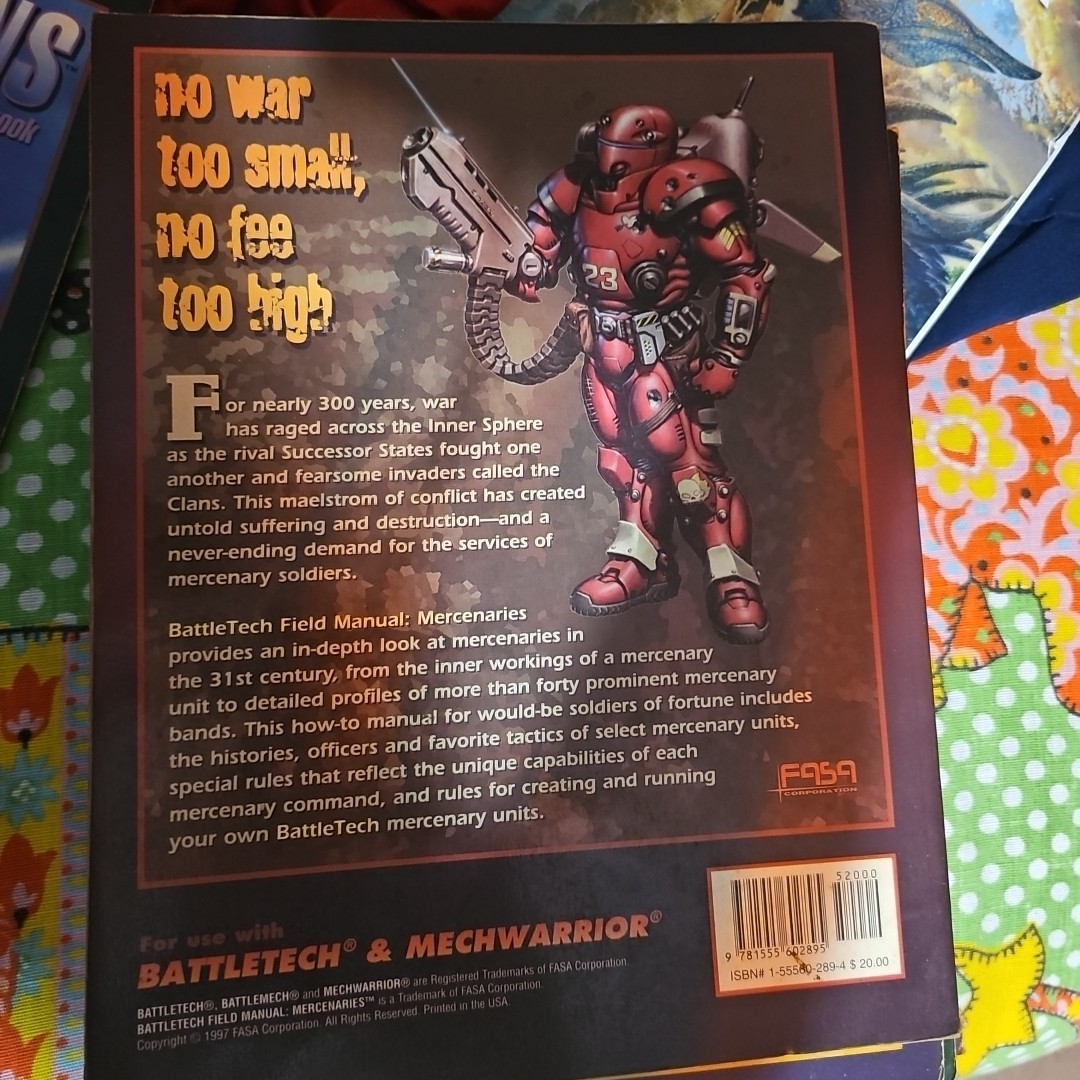 no war
too small,
no fee
too high
23
For nearly 300 years, war
has raged across the Inner Sphere
as the rival Successor States fought one
another and fearsome invaders called the
Clans. This maelstrom of conflict has created
untold suffering and destruction—and a
never-ending demand for the services of
mercenary soldiers.
BattleTech Field Manual: Mercenaries
provides an in-depth look at mercenaries in
the 31st century, from the inner workings of a mercenary
unit to detailed profiles of more than forty prominent mercenary
bands. This how-to manual for would-be soldiers of fortune includes
the histories, officers and favorite tactics of select mercenary units,
special rules that reflect the unique capabilities of each
mercenary command, and rules for creating and running
your own BattleTech mercenary units.
FASA
CORPORATION
For use with
BATTLETECH® & MECHWARRIOR®
BATTLETECH®, BATTLEMECH® and MECHWARRIOR® are Registered Trademarks of FASA Corporation.
BATTLETECH FIELD MANUAL: MERCENARIES™ is a Trademark of FASA Corporation.
Copyright © 1997 FASA Corporation. All Rights Reserved. Printed in the USA.
52000
9 781555 602895
ISBN# 1-55560-289-4 $ 20.00